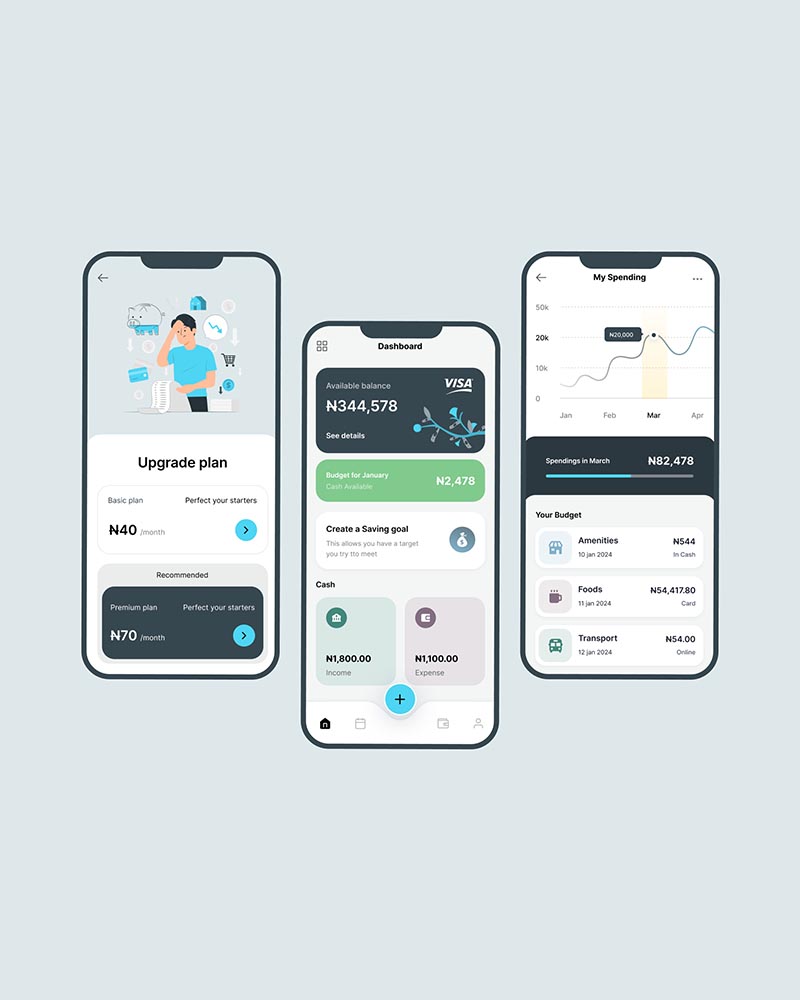 Upgrade plan
Basic plan
Perfect your starters
₦40 /month
Recommended
Premium plan
Perfect your starters
₦70 /month
Dashboard
Available balance
VISA
₦344,578
See details
Budget for January
Cash Available
₦2,478
Create a Saving goal
This allows you have a target
you try tto meet
Cash
₦1,800.00
Income
₦1,100.00
Expense
My Spending
50k
20k
10k
0
₦20,000
Jan
Feb
Mar
Apr
Spendings in March
₦82,478
Your Budget
Amenities
₦544
10 jan 2024
In Cash
Foods
₦54,417.80
11 jan 2024
Card
Transport
₦54.00
12 jan 2024
Online